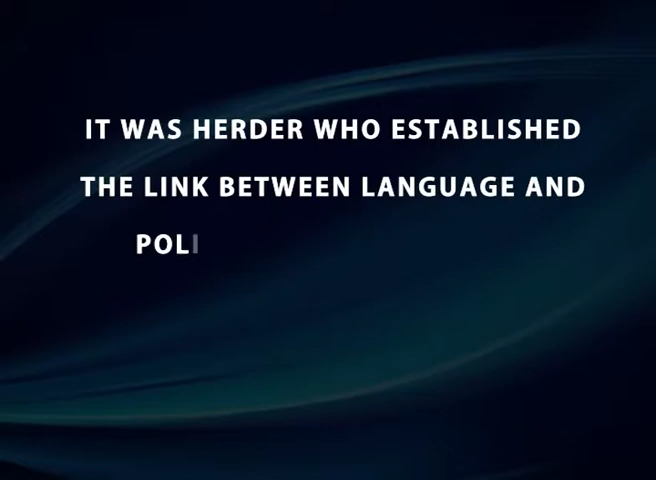 IT WAS HERDER WHO ESTABLISHED
THE LINK BETWEEN LANGUAGE AND
POLI